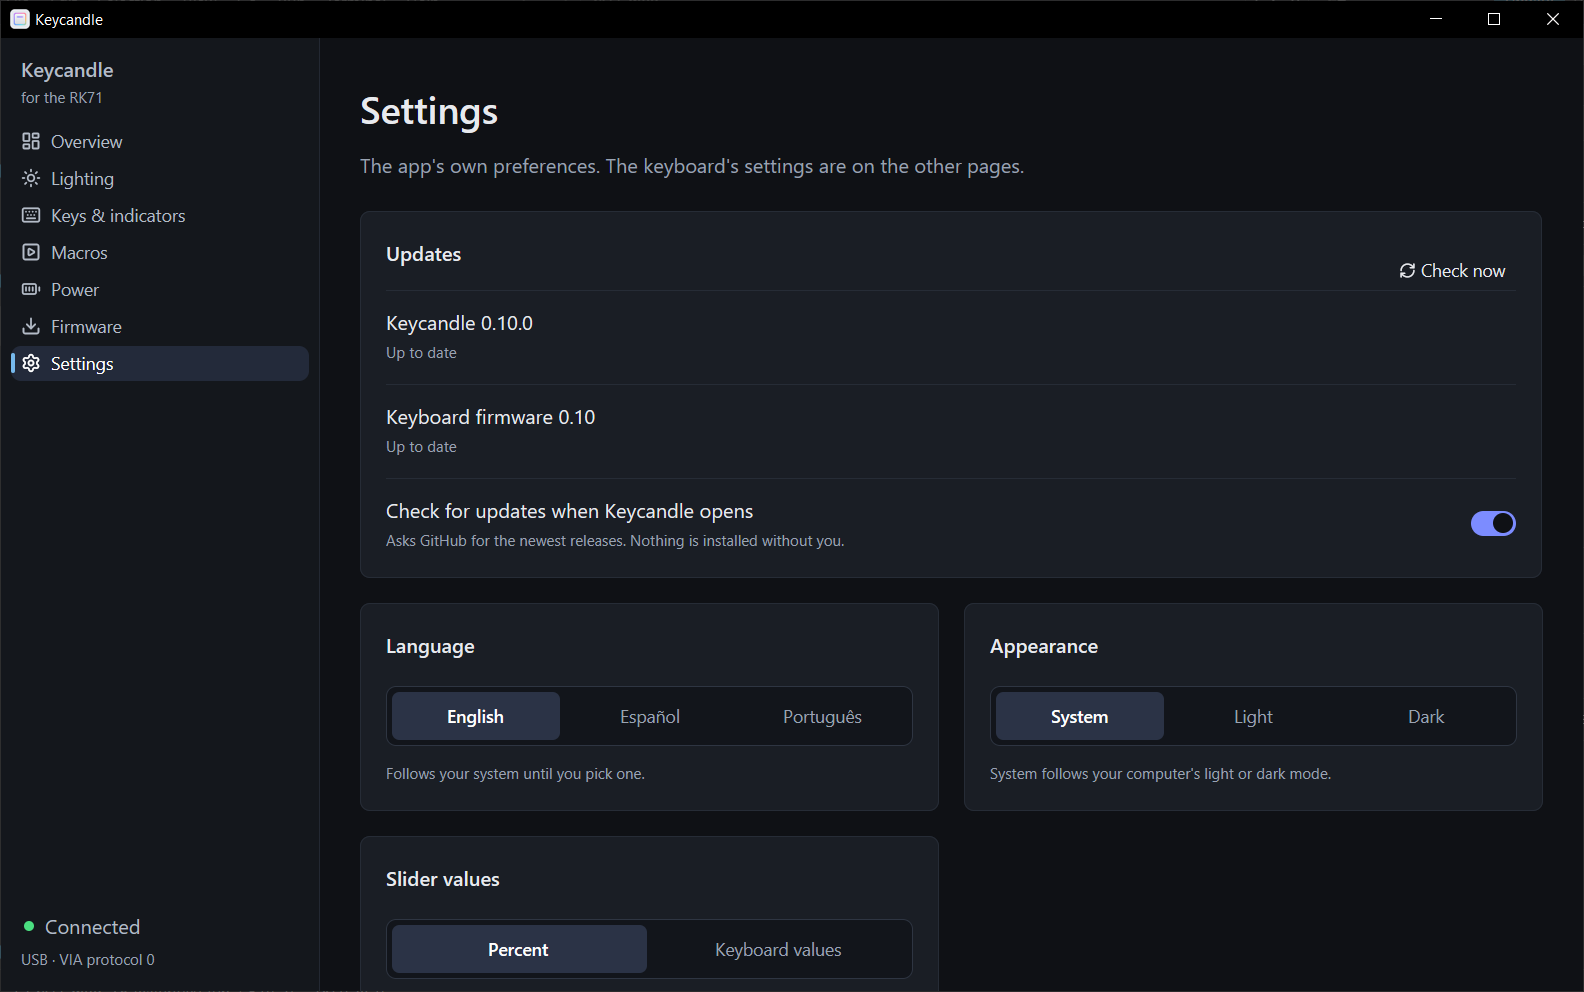 Keycandle
Keycandle
for the RK71
Overview
Lighting
Keys & indicators
Macros
Power
Firmware
Settings
Connected
USB · VIA protocol 0
Settings
The app's own preferences. The keyboard's settings are on the other pages.
Updates
Check now
Keycandle 0.10.0
Up to date
Keyboard firmware 0.10
Up to date
Check for updates when Keycandle opens
Asks GitHub for the newest releases. Nothing is installed without you.
Language
English Español Português
Follows your system until you pick one.
Appearance
System Light Dark
System follows your computer's light or dark mode.
Slider values
Percent Keyboard values